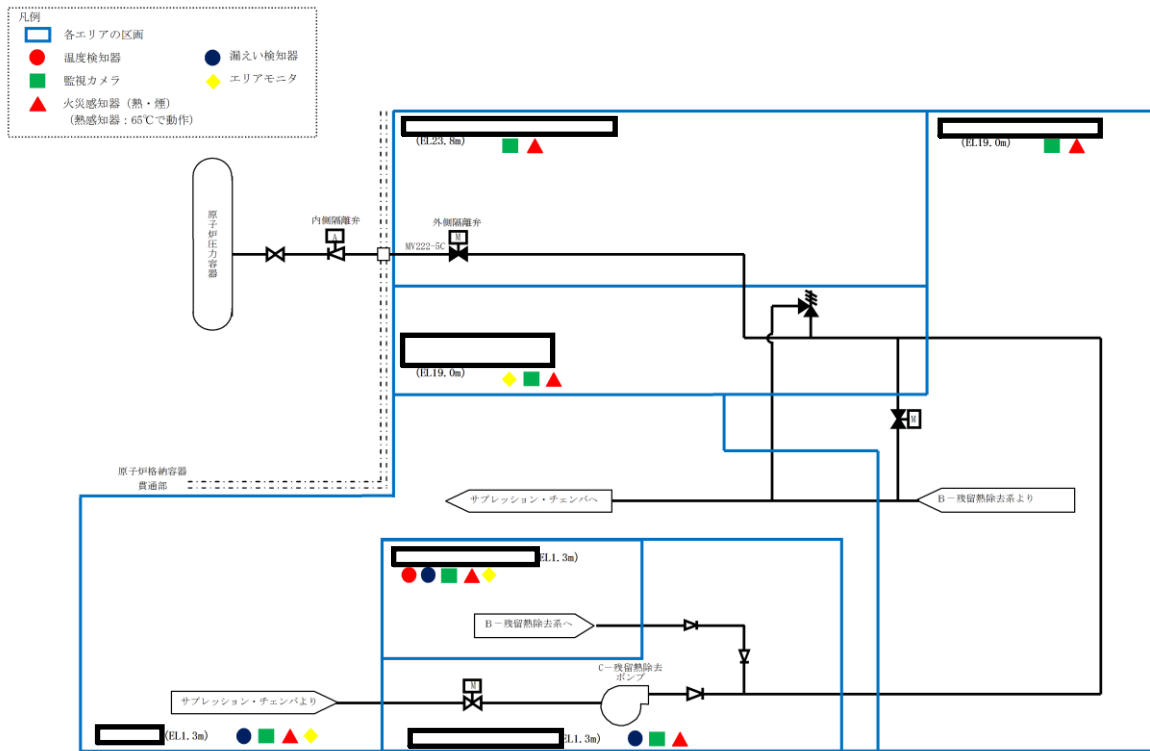 凡例
各エリアの区画
温度検知器
漏えい検知器
監視カメラ
エリアモニタ
火災感知器（熱・煙）
（熱感知器：65℃で動作）
(EL23.8m)
(EL19.0m)
原子炉圧力容器
内側隔離弁
A
外側隔離弁
M
MV222-5C
(EL19.0m)
M
原子炉格納容器
貫通部
サプレッション・チェンバへ
B－残留熱除去系より
EL1.3m)
B－残留熱除去系へ
C－残留熱除去
ポンプ
M
サプレッション・チェンバより
(EL1.3m)
EL1.3m)